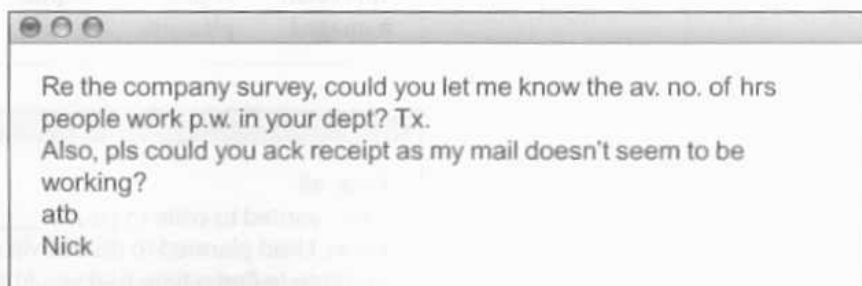 Re the company survey, could you let me know the av. no. of hrs
people work p.w. in your dept? Tx.
Also, pls could you ack receipt as my mail doesn't seem to be
working?
atb
Nick